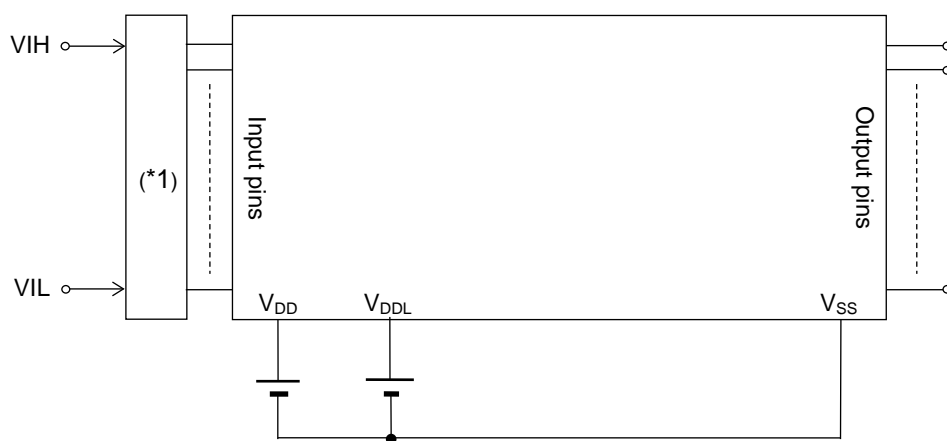 VIH
(*1)
VIL
Input pins
Output pins
VDD
VDDL
VSS